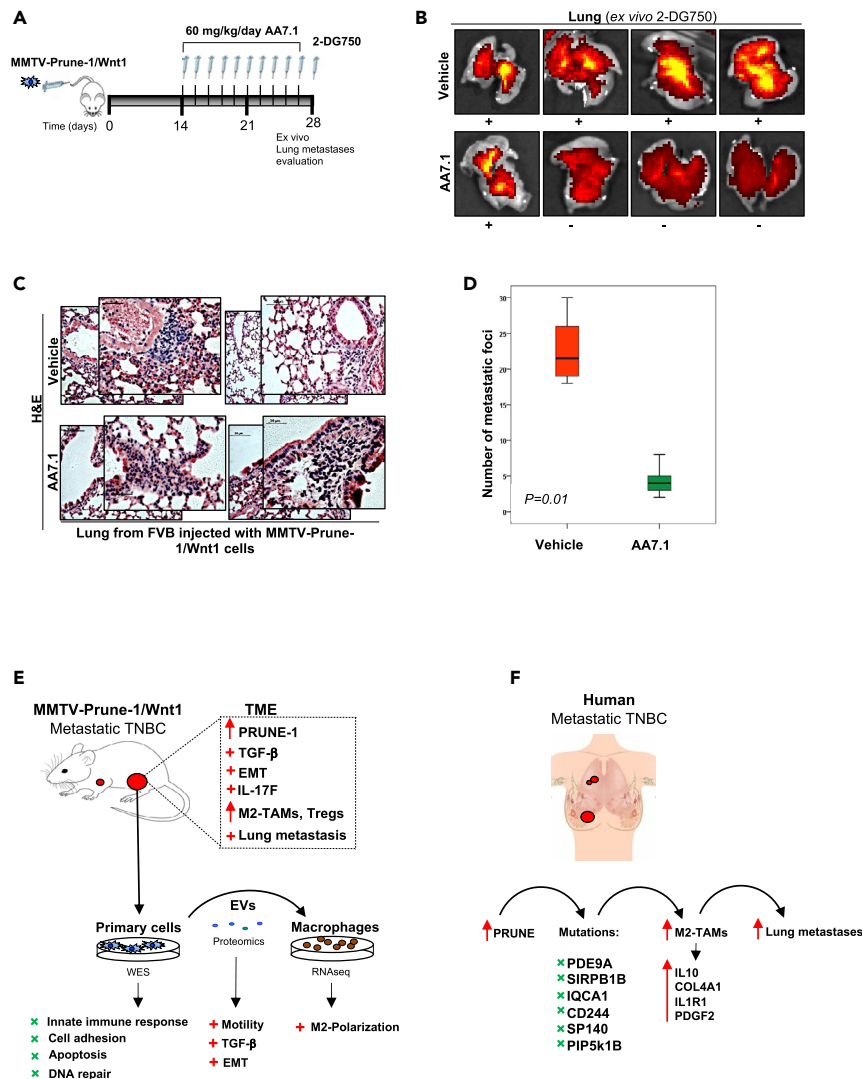 A
60 mg/kg/day AA7.1
2-DG750
MMTV-Prune-1/Wnt1
Time (days)
0
14
21
28
Ex vivo
Lung metastases
evaluation
B
Lung (ex vivo 2-DG750)
Vehicle
+
+
+
+
AA7.1
+
-
-
-
C
H&E
Vehicle
AA7.1
Lung from FVB injected with MMTV-Prune-
1/Wnt1 cells
D
Number of metastatic foci
30
25
20
15
10
5
0
P=0.01
Vehicle
AA7.1
E
MMTV-Prune-1/Wnt1
Metastatic TNBC
TME
PRUNE-1
+ TGF-β
+ EMT
+ IL-17F
M2-TAMs, Tregs
+ Lung metastasis
Primary cells
WES
EVs
Proteomics
Macrophages
RNAseq
× Innate immune response
× Cell adhesion
× Apoptosis
× DNA repair
+ Motility
+ TGF-β
+ EMT
+ M2-Polarization
F
Human
Metastatic TNBC
PRUNE
Mutations:
× PDE9A
× SIRPB1B
× IQCA1
× CD244
× SP140
× PIP5k1B
M2-TAMs
IL10
COL4A1
IL1R1
PDGF2
Lung metastases